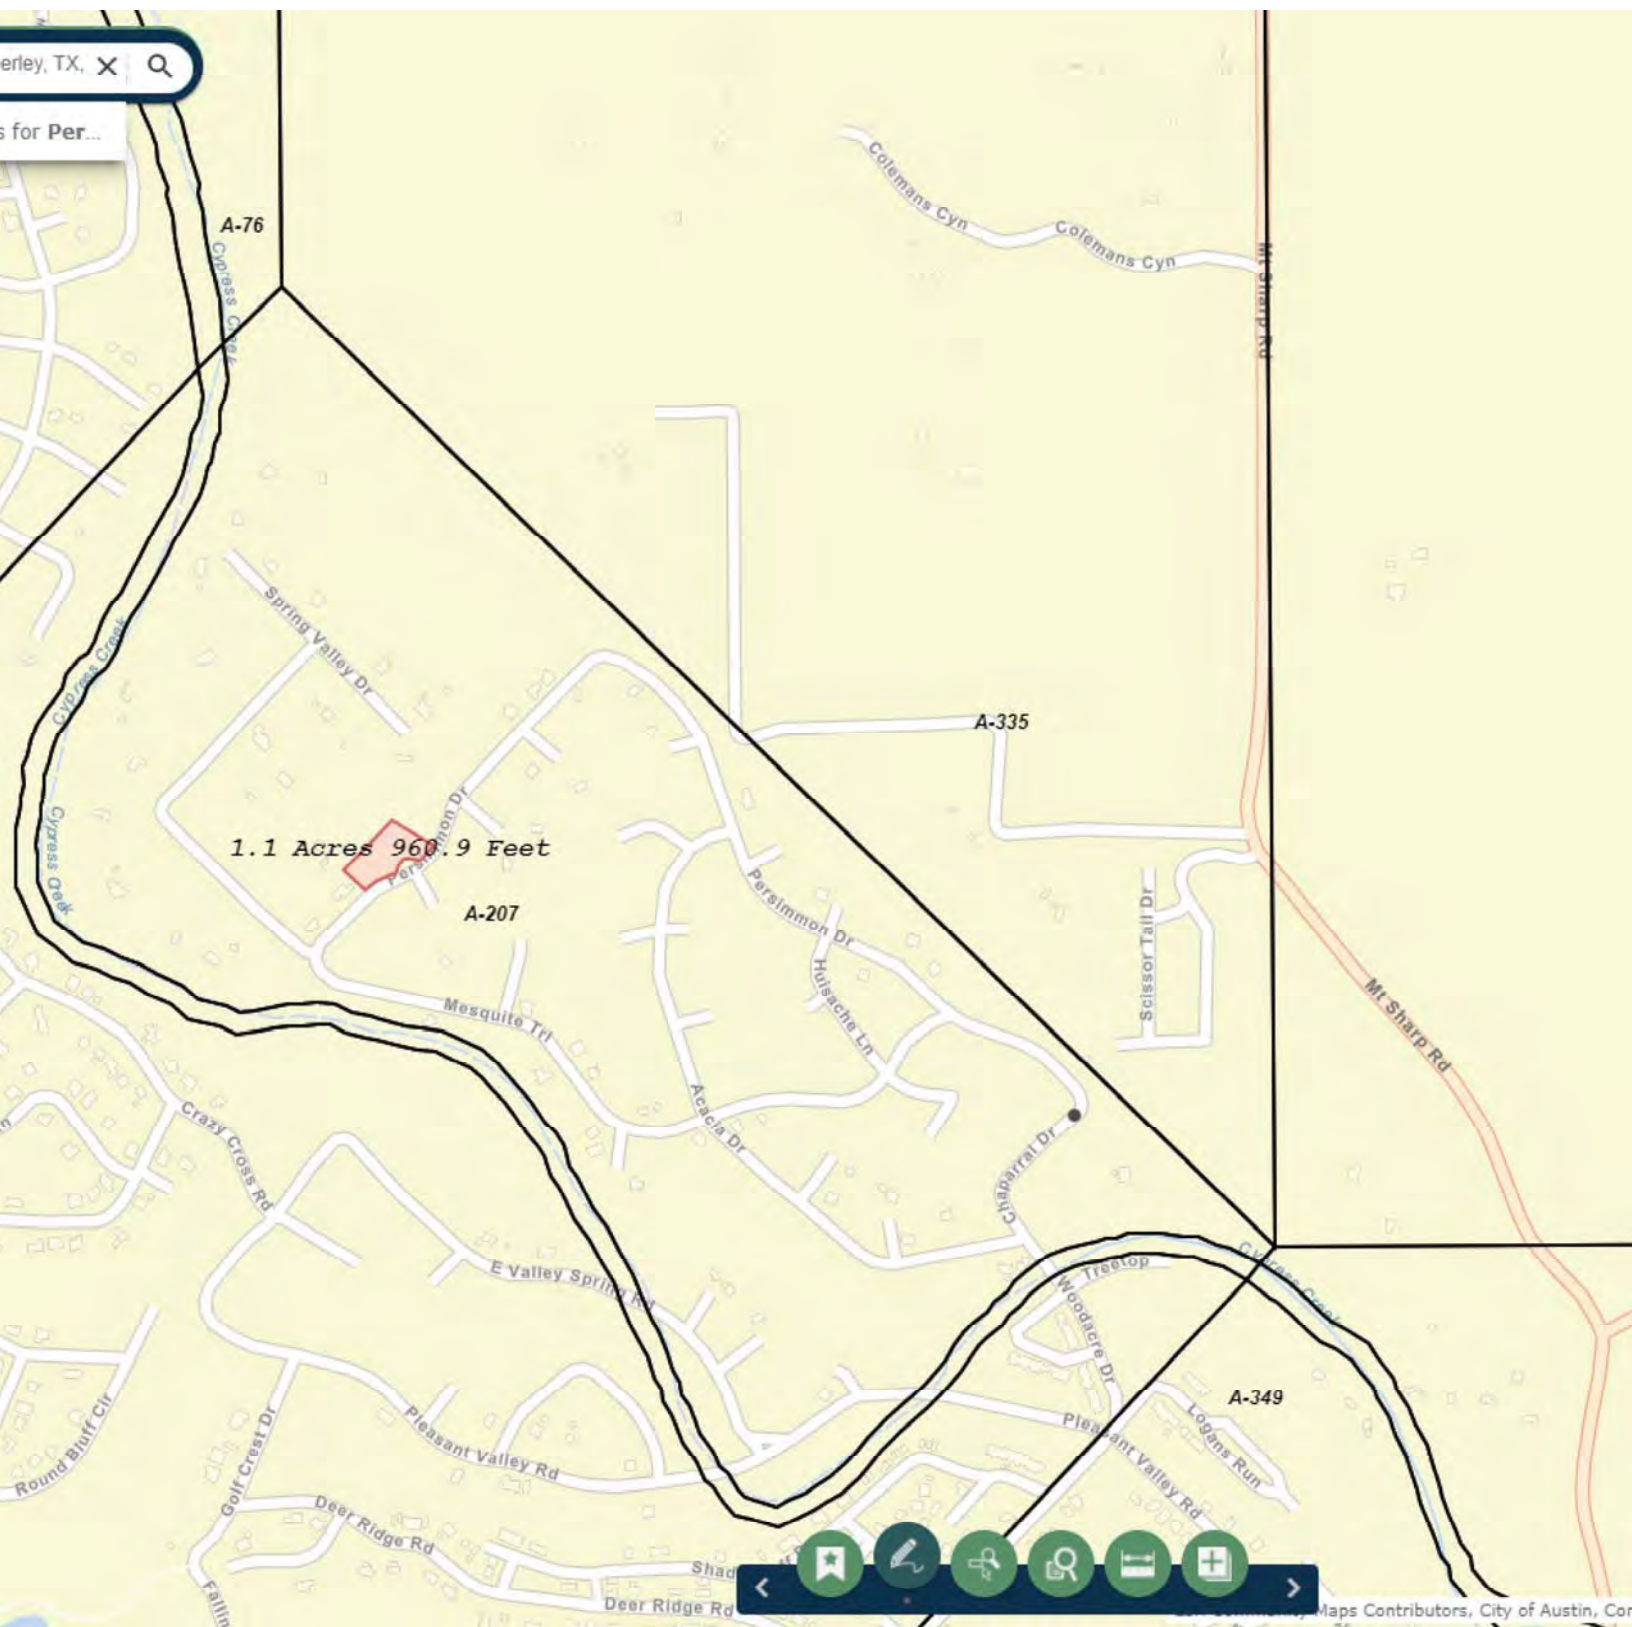 erley, TX,
s for Per...
A-76
Cypress Creek
Colemans Cyn
Colemans Cyn
Mt Sharp Rd
Spring Valley Dr
Cypress Creek
A-335
Cypress Creek
Persimmon Dr
1.1 Acres 960.9 Feet
A-207
Persimmon Dr
Scissor Tail Dr
Huisache Ln
Mesquite Trl
Mt Sharp Rd
Crazy Cross Rd
Acacia Dr
Chaparral Dr
Cypress Creek
Treetop
E Valley Spring Rd
Woodacre Dr
A-349
Round Bluff Cir
Golf Crest Dr
Pleasant Valley Rd
Pleasant Valley Rd
Logans Run
Deer Ridge Rd
Shad
Fallin
Deer Ridge Rd
Maps Contributors, City of Austin, Cor